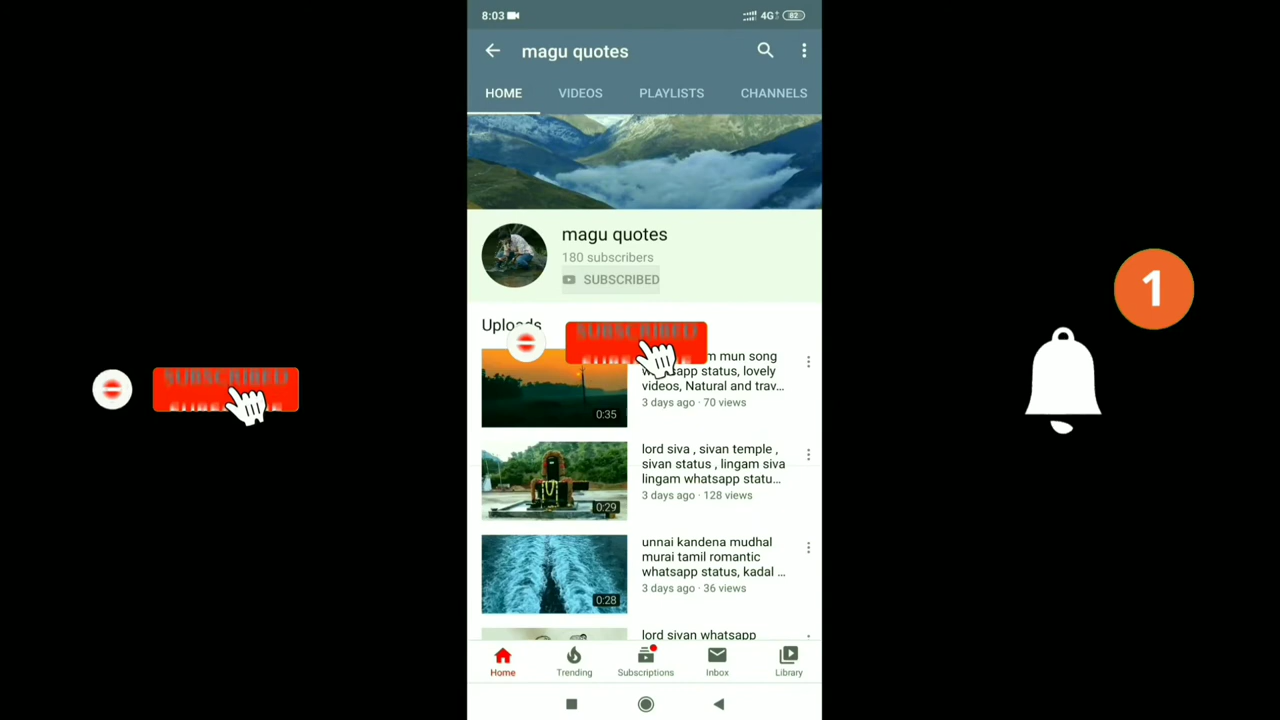 8:03 4G+ 82
magu quotes
HOME VIDEOS PLAYLISTS CHANNELS
magu quotes
180 subscribers
SUBSCRIBED
1
Uploads
SUBSCRIBED
SUBSCRIBED
m mun song
status, lovely
videos, Natural and trav...
3 days ago · 70 views
0:35
lord siva , sivan temple ,
sivan status , lingam siva
lingam whatsapp statu...
3 days ago · 128 views
0:29
unnai kandena mudhal
murai tamil romantic
whatsapp status, kadal ...
3 days ago · 36 views
0:28
lord sivan whatsapp
Home Trending Subscriptions Inbox Library